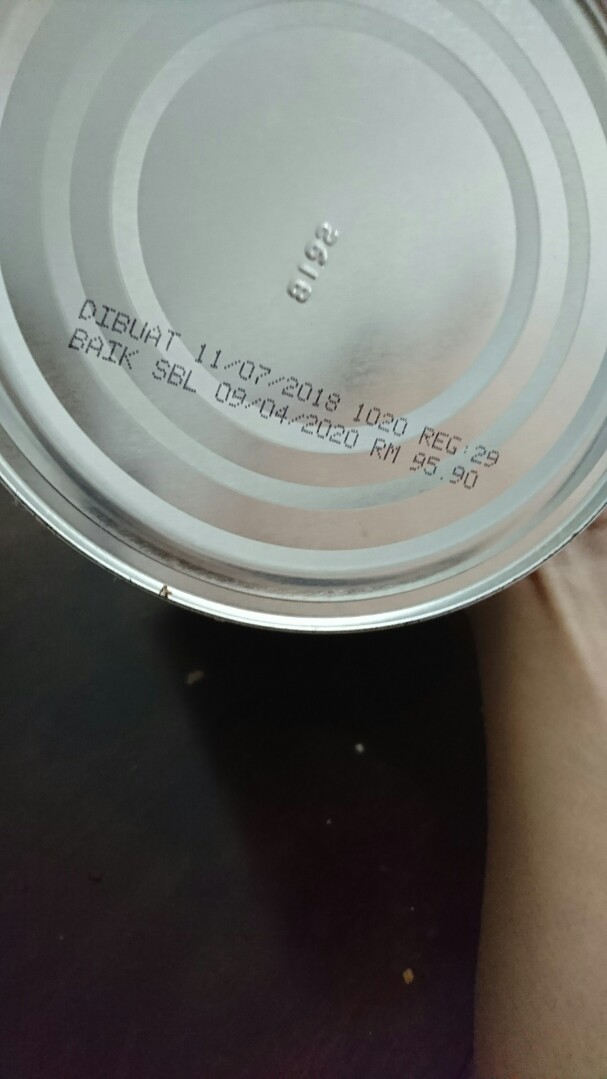 2618
DIBUAT 11/07/2018 1020 REG:29
BAIK SBL 09/04/2020 RM 95.90